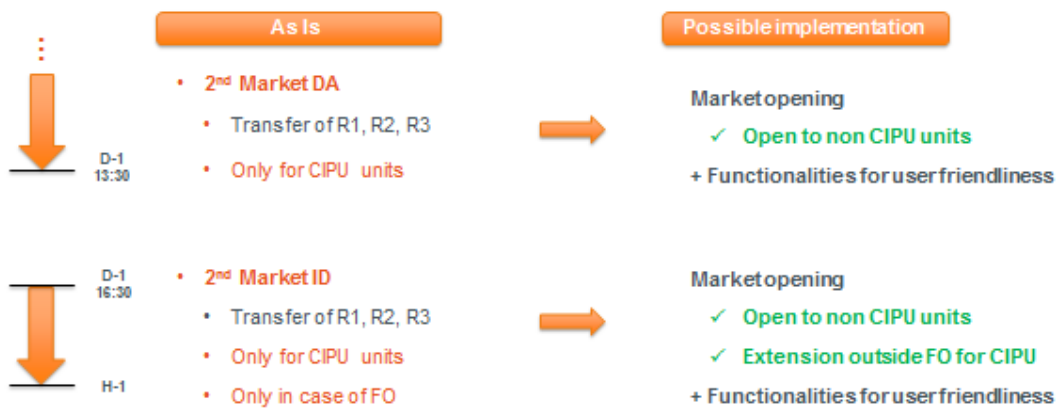 As Is
Possible implementation
⋮
• 2nd Market DA
• Transfer of R1, R2, R3
• Only for CIPU units
D-1
13:30
Market opening
✓ Open to non CIPU units
+ Functionalities for user friendliness
D-1
16:30
• 2nd Market ID
• Transfer of R1, R2, R3
• Only for CIPU units
• Only in case of FO
H-1
Market opening
✓ Open to non CIPU units
✓ Extension outside FO for CIPU
+ Functionalities for user friendliness